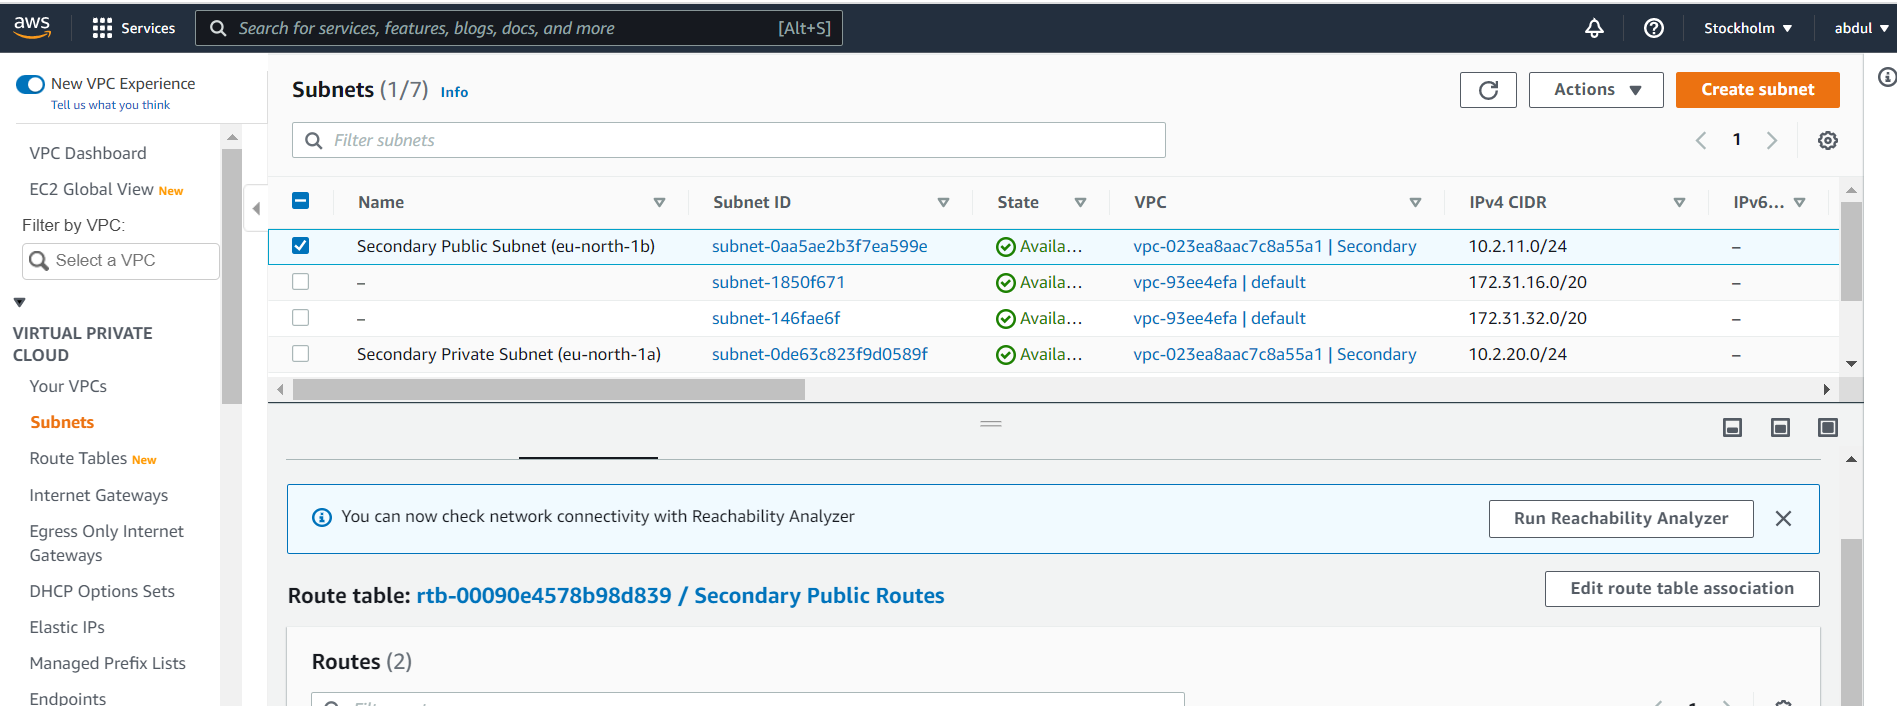 aws
Services
Search for services, features, blogs, docs, and more
[Alt+S]
Stockholm
abdul
New VPC Experience
Tell us what you think
VPC Dashboard
EC2 Global View New
Filter by VPC:
Select a VPC
VIRTUAL PRIVATE
CLOUD
Your VPCs
Subnets
Route Tables New
Internet Gateways
Egress Only Internet
Gateways
DHCP Options Sets
Elastic IPs
Managed Prefix Lists
Endpoints
Subnets (1/7) Info
Actions
Create subnet
Filter subnets
1
Name Subnet ID State VPC IPv4 CIDR IPv6...
Secondary Public Subnet (eu-north-1b) subnet-0aa5ae2b3f7ea599e Availa... vpc-023ea8aac7c8a55a1 | Secondary 10.2.11.0/24 –
– subnet-1850f671 Availa... vpc-93ee4efa | default 172.31.16.0/20 –
– subnet-146fae6f Availa... vpc-93ee4efa | default 172.31.32.0/20 –
Secondary Private Subnet (eu-north-1a) subnet-0de63c823f9d0589f Availa... vpc-023ea8aac7c8a55a1 | Secondary 10.2.20.0/24 –
You can now check network connectivity with Reachability Analyzer
Run Reachability Analyzer
Route table: rtb-00090e4578b98d839 / Secondary Public Routes
Edit route table association
Routes (2)